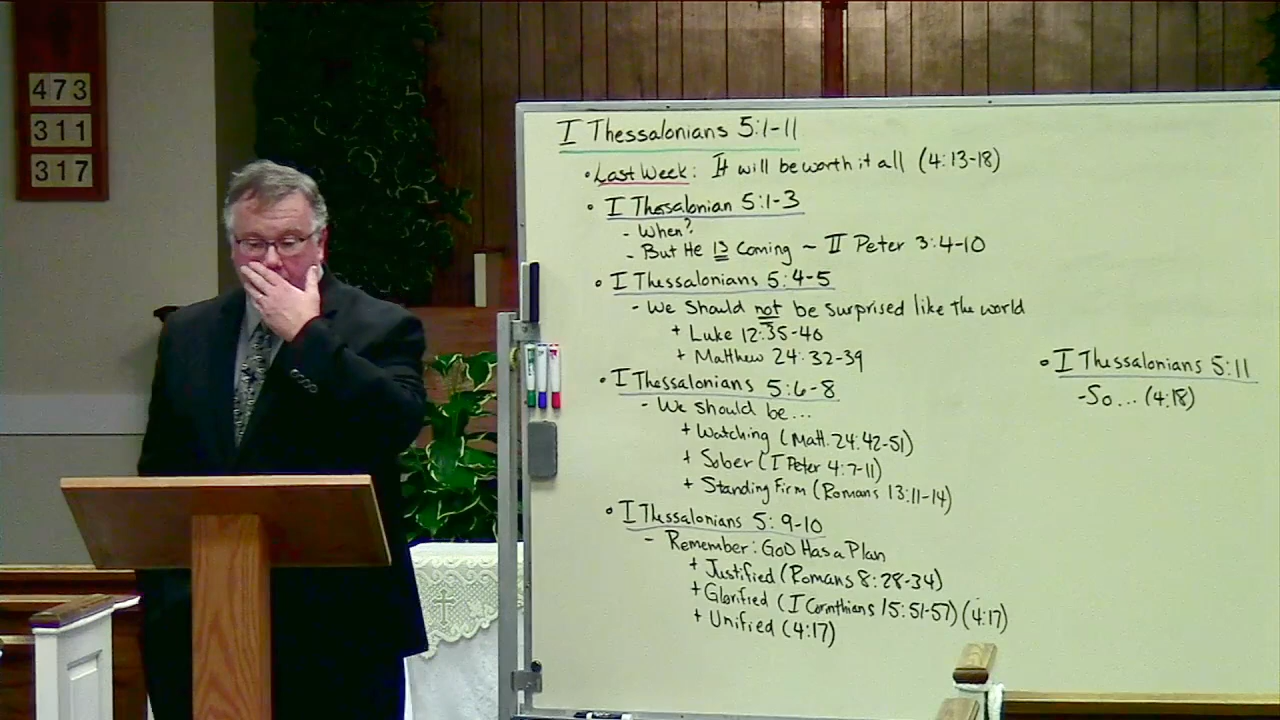 473
311
317
I Thessalonians 5:1-11
• Last Week: It will be worth it all (4:13-18)
• I Thessalonian 5:1-3
- When?
- But He is Coming ~ II Peter 3:4-10
• I Thessalonians 5:4-5
- We Should not be surprised like the world
+ Luke 12:35-40
+ Matthew 24:32-39
• I Thessalonians 5:6-8
- We Should be...
+ Watching (Matt. 24:42-51)
+ Sober (I Peter 4:7-11)
+ Standing Firm (Romans 13:11-14)
• I Thessalonians 5:9-10
- Remember: GOD Has a Plan
+ Justified (Romans 8:28-34)
+ Glorified (I Corinthians 15:51-57) (4:17)
+ Unified (4:17)
• I Thessalonians 5:11
- So... (4:18)